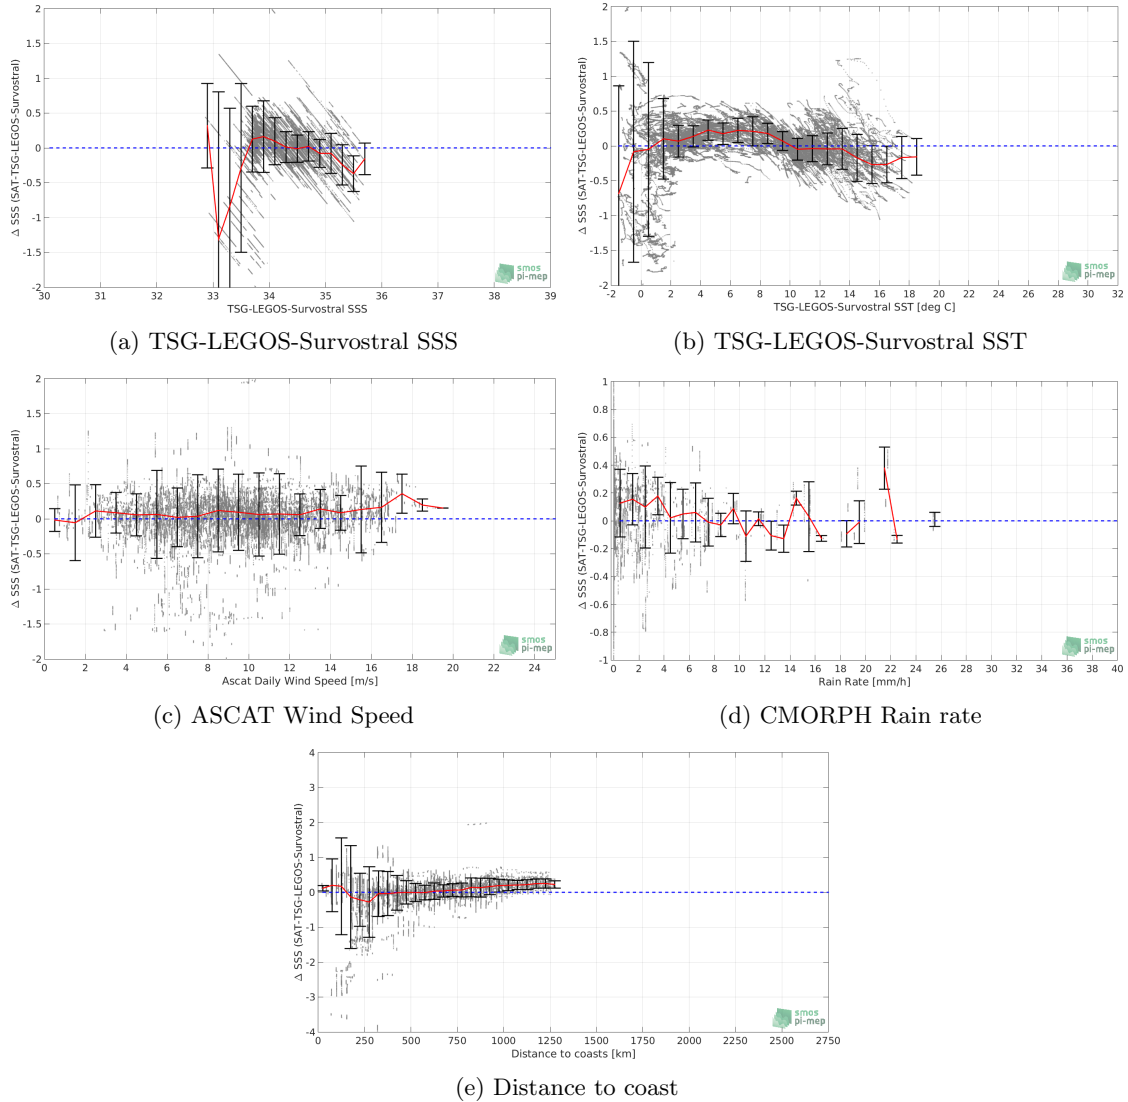 2
1.5
1
0.5
0
-0.5
-1
-1.5
-2
Δ SSS (SAT-TSG-LEGOS-Survostral)
30 31 32 33 34 35 36 37 38 39
TSG-LEGOS-Survostral SSS
smos
pi-mep
(a) TSG-LEGOS-Survostral SSS
2
1.5
1
0.5
0
-0.5
-1
-1.5
-2
Δ SSS (SAT-TSG-LEGOS-Survostral)
-2 0 2 4 6 8 10 12 14 16 18 20 22 24 26 28 30 32
TSG-LEGOS-Survostral SST [deg C]
smos
pi-mep
(b) TSG-LEGOS-Survostral SST
2
1.5
1
0.5
0
-0.5
-1
-1.5
-2
Δ SSS (SAT-TSG-LEGOS-Survostral)
0 2 4 6 8 10 12 14 16 18 20 22 24
Ascat Daily Wind Speed [m/s]
smos
pi-mep
(c) ASCAT Wind Speed
1
0.8
0.6
0.4
0.2
0
-0.2
-0.4
-0.6
-0.8
-1
Δ SSS (SAT-TSG-LEGOS-Survostral)
0 2 4 6 8 10 12 14 16 18 20 22 24 26 28 30 32 34 36 38 40
Rain Rate [mm/h]
smos
pi-mep
(d) CMORPH Rain rate
4
3
2
1
0
-1
-2
-3
-4
Δ SSS (SAT-TSG-LEGOS-Survostral)
0 250 500 750 1000 1250 1500 1750 2000 2250 2500 2750
Distance to coasts [km]
smos
pi-mep
(e) Distance to coast